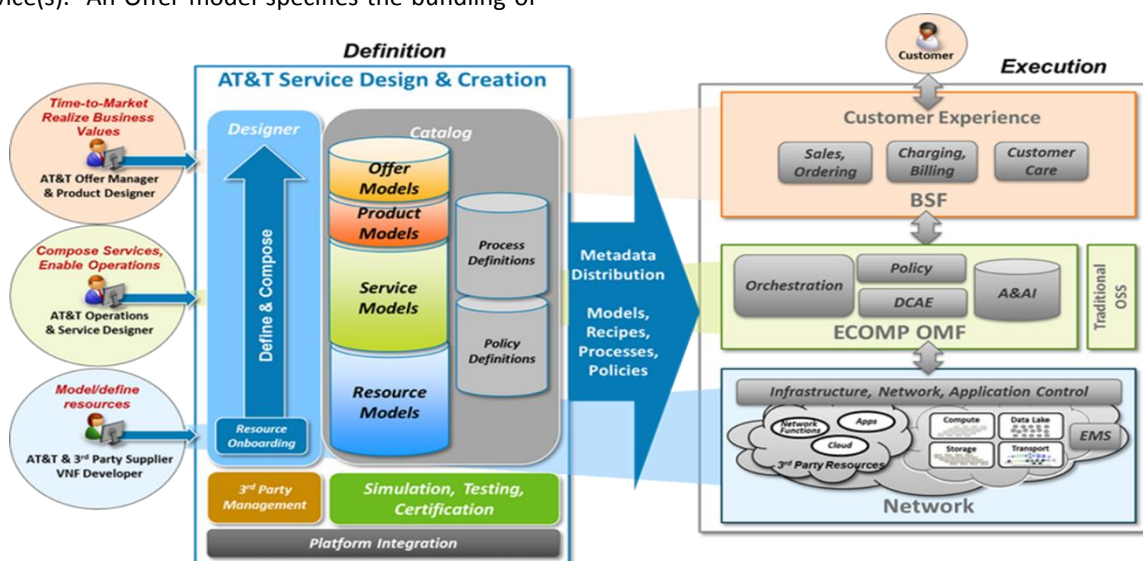 vice(s). An Offer model specifies the bundling of
Definition
AT&T Service Design & Creation
Time-to-Market
Realize Business
Values
AT&T Offer Manager
& Product Designer
Compose Services,
Enable Operations
AT&T Operations
& Service Designer
Model/define
resources
AT&T & 3rd Party Supplier
VNF Developer
Designer
Define & Compose
Resource
Onboarding
Catalog
Offer
Models
Product
Models
Service
Models
Resource
Models
Process
Definitions
Policy
Definitions
3rd Party
Management
Simulation, Testing,
Certification
Platform Integration
Metadata
Distribution
Models,
Recipes,
Processes,
Policies
Customer
Execution
Customer Experience
Sales,
Ordering
Charging,
Billing
Customer
Care
BSF
Orchestration
Policy
DCAE
A&AI
ECOMP OMF
Traditional
OSS
Infrastructure, Network, Application Control
Network
Functions
Apps
Cloud
3rd Party Resources
Compute
Data Lake
Storage
Transport
EMS
Network